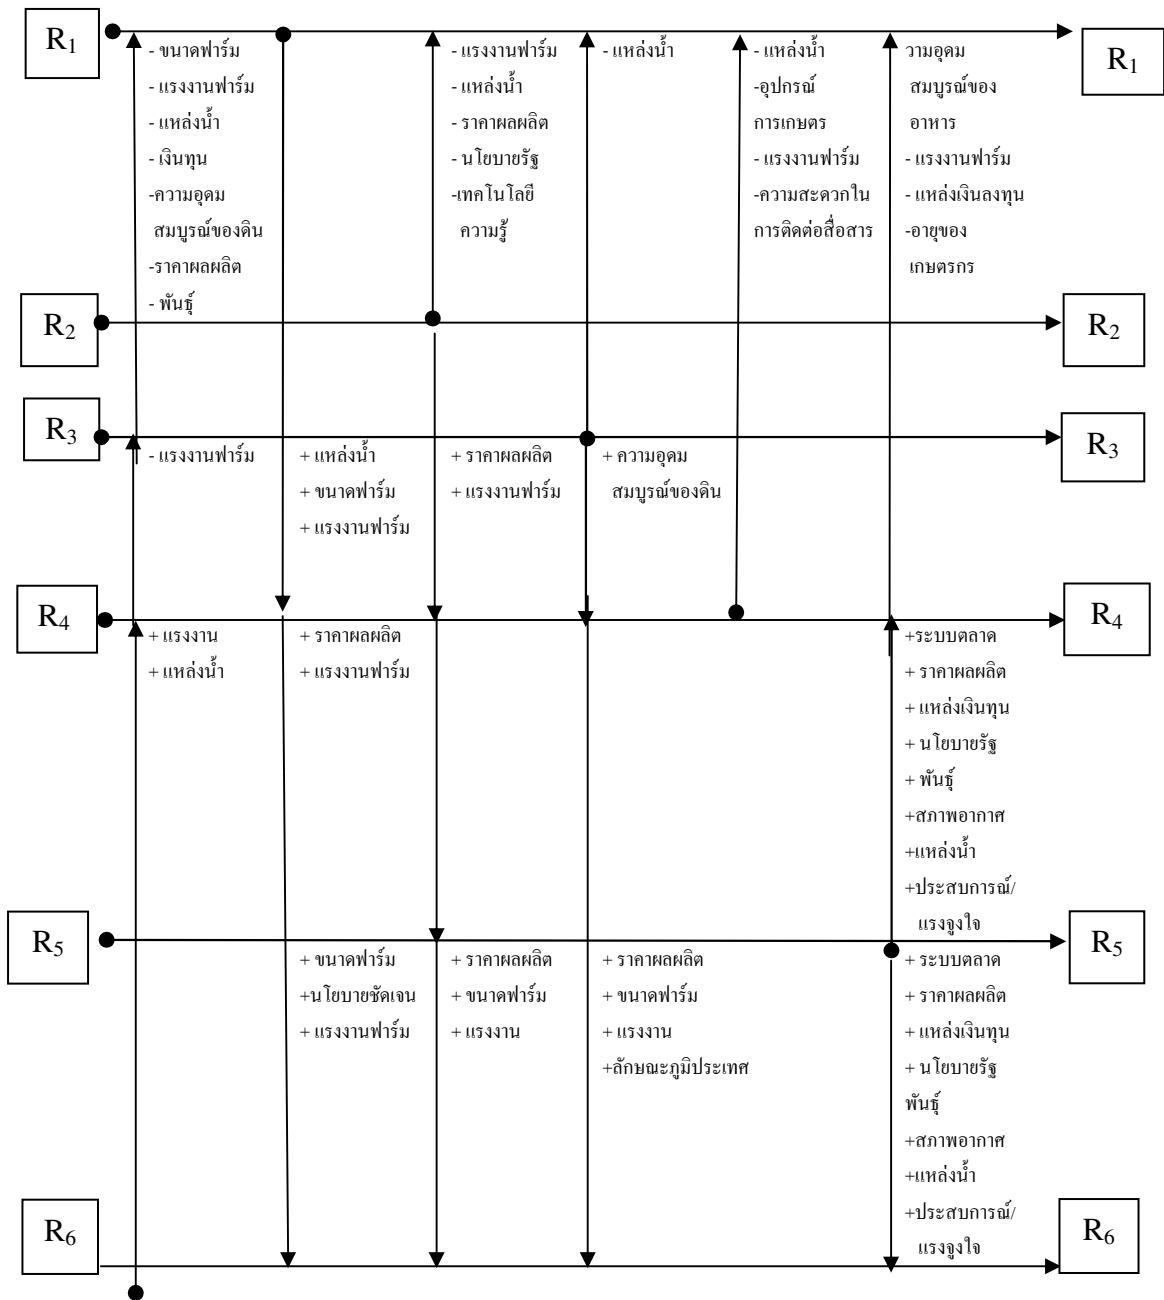 R1
- ขนาดฟาร์ม
- แรงงานฟาร์ม
- แหล่งน้ำ
- เงินทุน
-ความอุดม
สมบูรณ์ของดิน
-ราคาผลผลิต
- พันธุ์
- แรงงานฟาร์ม
- แหล่งน้ำ
- ราคาผลผลิต
- นโยบายรัฐ
-เทคโนโลยี
ความรู้
- แหล่งน้ำ
- แหล่งน้ำ
-อุปกรณ์
การเกษตร
- แรงงานฟาร์ม
-ความสะดวกใน
การติดต่อสื่อสาร
วามอุดม
สมบูรณ์ของ
อาหาร
- แรงงานฟาร์ม
- แหล่งเงินลงทุน
-อายุของ
เกษตรกร
R1
R2
R2
R3
- แรงงานฟาร์ม
+ แหล่งน้ำ
+ ขนาดฟาร์ม
+ แรงงานฟาร์ม
+ ราคาผลผลิต
+ แรงงานฟาร์ม
+ ความอุดม
สมบูรณ์ของดิน
R3
R4
+ แรงงาน
+ แหล่งน้ำ
+ ราคาผลผลิต
+ แรงงานฟาร์ม
+ระบบตลาด
+ ราคาผลผลิต
+ แหล่งเงินทุน
+ นโยบายรัฐ
+ พันธุ์
+สภาพอากาศ
+แหล่งน้ำ
+ประสบการณ์/
แรงจูงใจ
R4
R5
+ ขนาดฟาร์ม
+นโยบายชัดเจน
+ แรงงานฟาร์ม
+ ราคาผลผลิต
+ ขนาดฟาร์ม
+ แรงงาน
+ ราคาผลผลิต
+ ขนาดฟาร์ม
+ แรงงาน
+ลักษณะภูมิประเทศ
+ ระบบตลาด
+ ราคาผลผลิต
+ แหล่งเงินทุน
+ นโยบายรัฐ
พันธุ์
+สภาพอากาศ
+แหล่งน้ำ
+ประสบการณ์/
แรงจูงใจ
R5
R6
R6